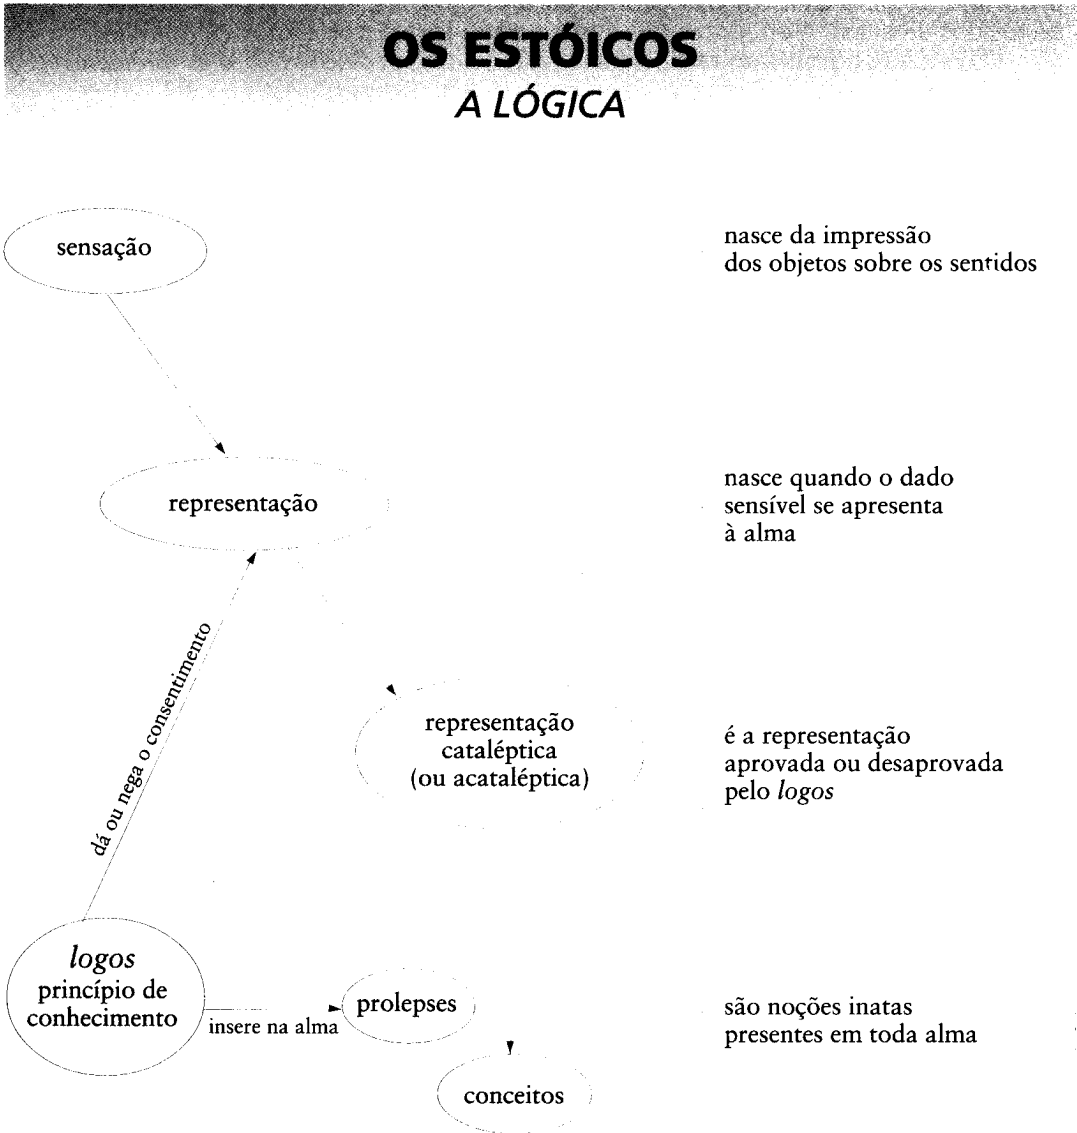 OS ESTÓICOS
A LÓGICA
sensação
nasce da impressão
dos objetos sobre os sentidos
representação
nasce quando o dado
sensível se apresenta
à alma
dá ou nega o consentimento
representação
cataléptica
(ou acataléptica)
é a representação
aprovada ou desaprovada
pelo logos
logos
princípio de
conhecimento
insere na alma
prolepses
são noções inatas
presentes em toda alma
conceitos